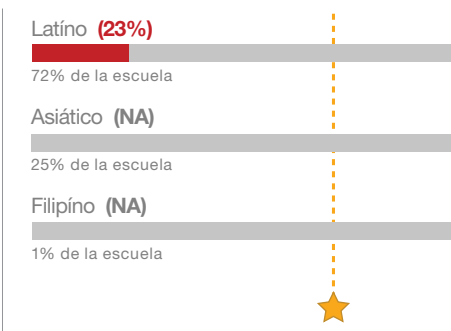 Latíno (23%)
72% de la escuela
Asiático (NA)
25% de la escuela
Filipíno (NA)
1% de la escuela